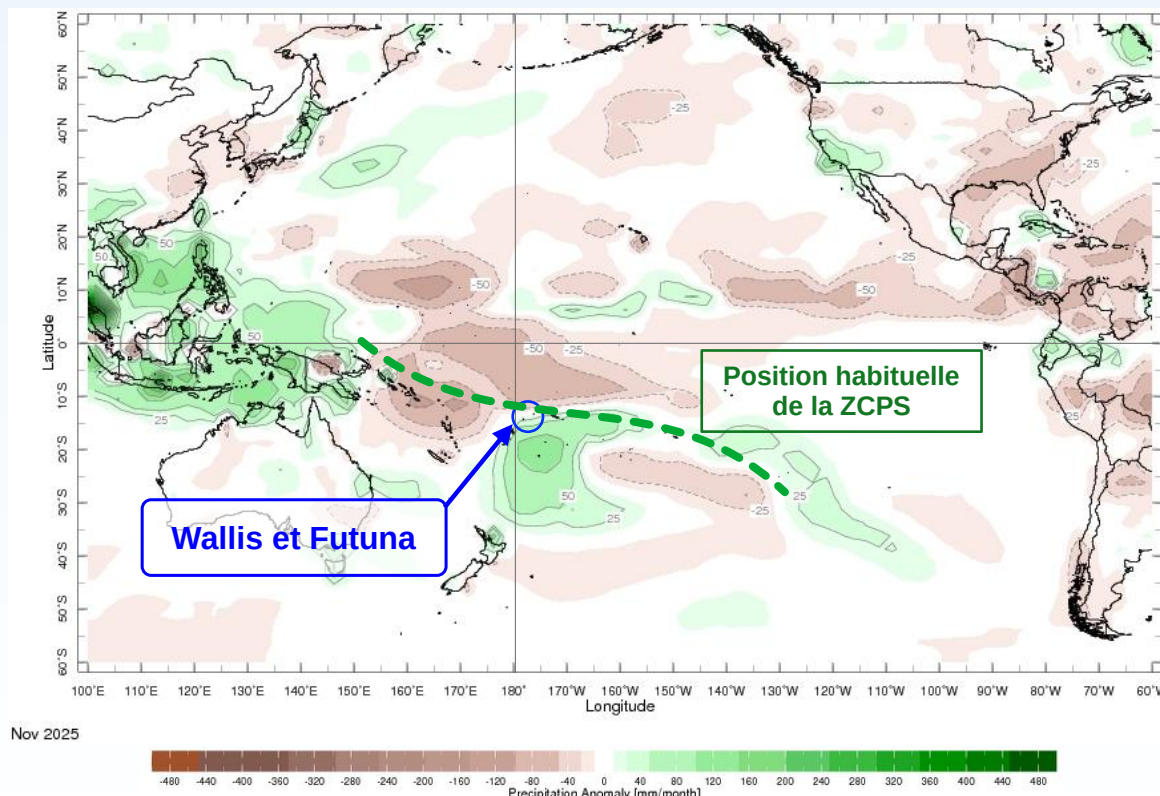 60°N
50°N
40°N
30°N
20°N
10°N
0°
10°S
20°S
30°S
40°S
50°S
60°S
Latitude
-25
-25
50
50
-50
-25
-50
50
-50
-25
25
-25
50
25
-25
25
Position habituelle
de la ZCPS
Wallis et Futuna
100°E 110°E 120°E 130°E 140°E 150°E 160°E 170°E 180° 170°W 160°W 150°W 140°W 130°W 120°W 110°W 100°W 90°W 80°W 70°W 60°W
Longitude
Nov 2025
-480 -440 -400 -360 -320 -280 -240 -200 -160 -120 -80 -40 0 40 80 120 160 200 240 280 320 360 400 440 480
Precipitation Anomaly [mm/month]